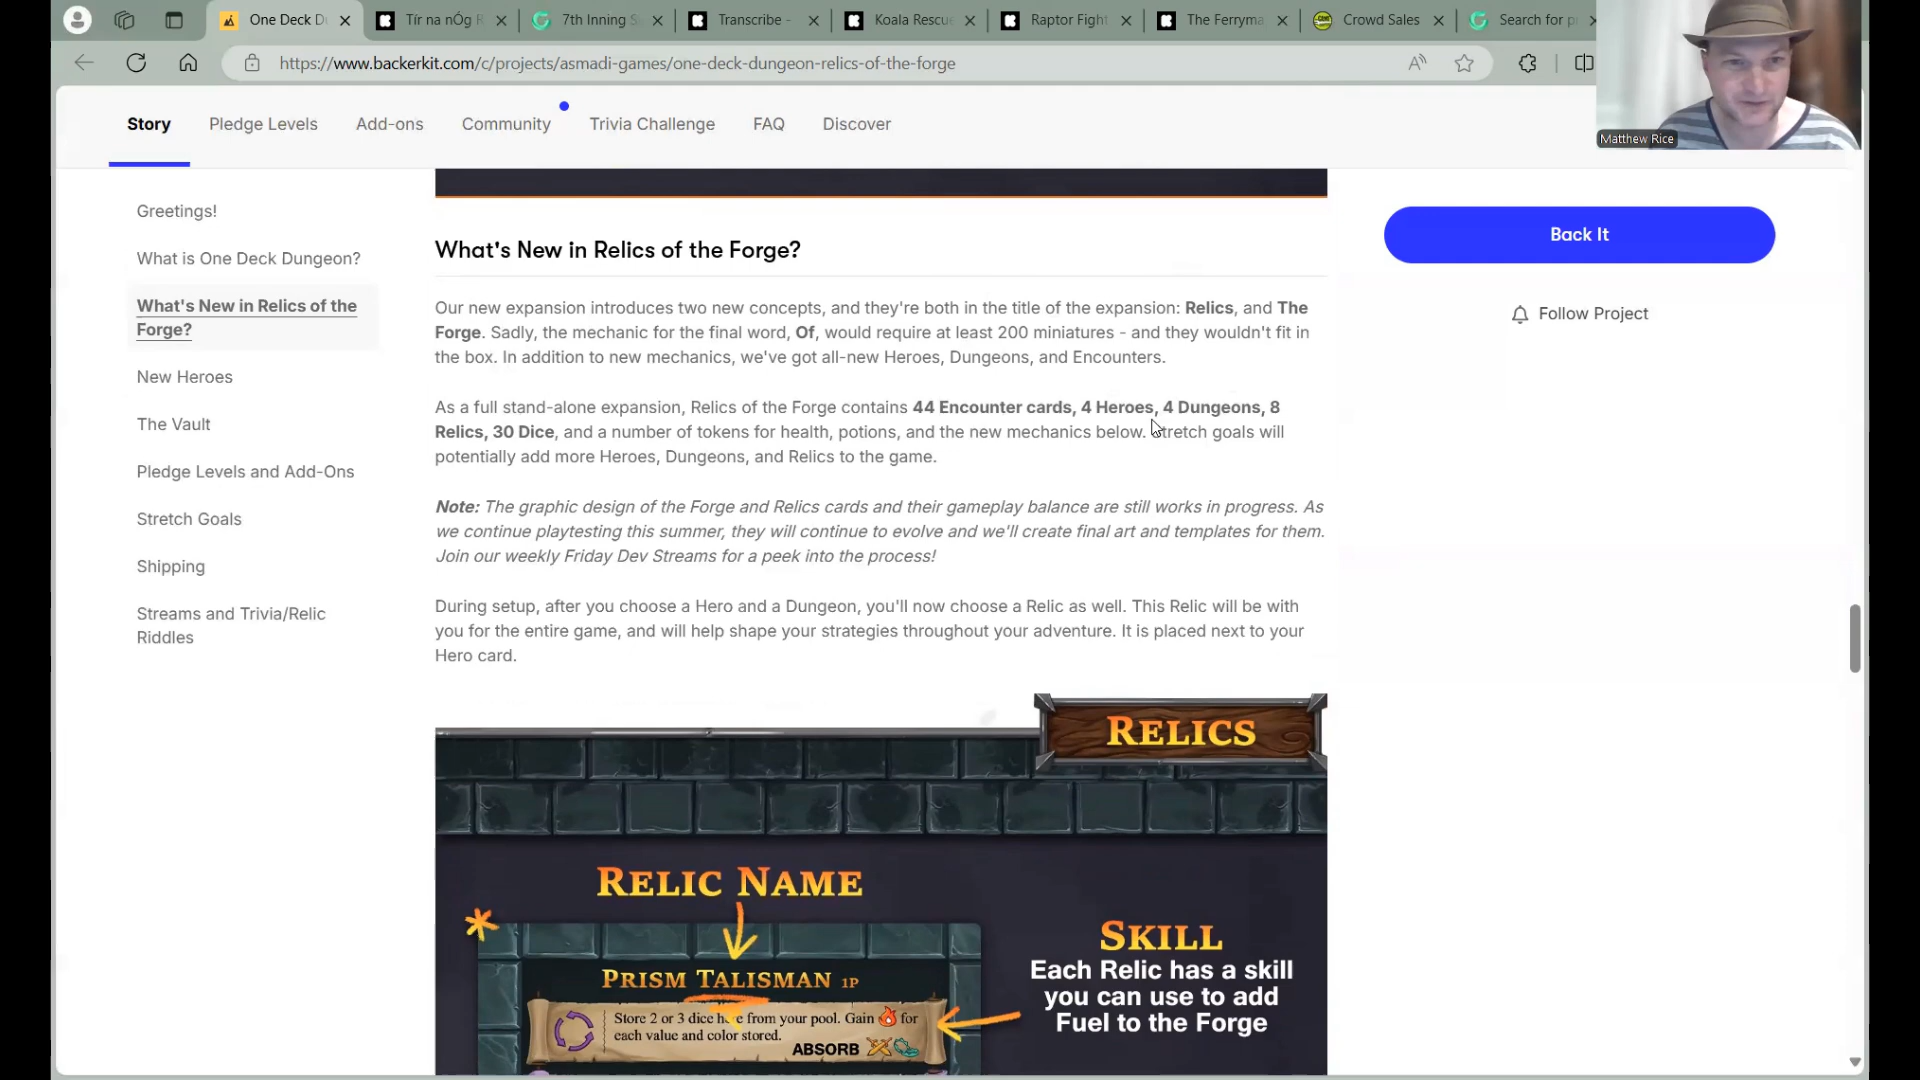 One Deck D
Tír na nÓg R
7th Inning S
Transcribe -
Koala Rescue
Raptor Fight
The Ferryma
Crowd Sales
Search for p
https://www.backerkit.com/c/projects/asmadi-games/one-deck-dungeon-relics-of-the-forge
Matthew Rice
Story
Pledge Levels
Add-ons
Community
Trivia Challenge
FAQ
Discover
Greetings!
What is One Deck Dungeon?
What's New in Relics of the
Forge?
New Heroes
The Vault
Pledge Levels and Add-Ons
Stretch Goals
Shipping
Streams and Trivia/Relic
Riddles
What's New in Relics of the Forge?
Our new expansion introduces two new concepts, and they're both in the title of the expansion: Relics, and The
Forge. Sadly, the mechanic for the final word, Of, would require at least 200 miniatures - and they wouldn't fit in
the box. In addition to new mechanics, we've got all-new Heroes, Dungeons, and Encounters.
As a full stand-alone expansion, Relics of the Forge contains 44 Encounter cards, 4 Heroes, 4 Dungeons, 8
Relics, 30 Dice, and a number of tokens for health, potions, and the new mechanics below. Stretch goals will
potentially add more Heroes, Dungeons, and Relics to the game.
Note: The graphic design of the Forge and Relics cards and their gameplay balance are still works in progress. As
we continue playtesting this summer, they will continue to evolve and we'll create final art and templates for them.
Join our weekly Friday Dev Streams for a peek into the process!
During setup, after you choose a Hero and a Dungeon, you'll now choose a Relic as well. This Relic will be with
you for the entire game, and will help shape your strategies throughout your adventure. It is placed next to your
Hero card.
RELICS
RELIC NAME
PRISM TALISMAN 1P
Store 2 or 3 dice here from your pool. Gain for
each value and color stored.
ABSORB
SKILL
Each Relic has a skill
you can use to add
Fuel to the Forge
Back It
Follow Project